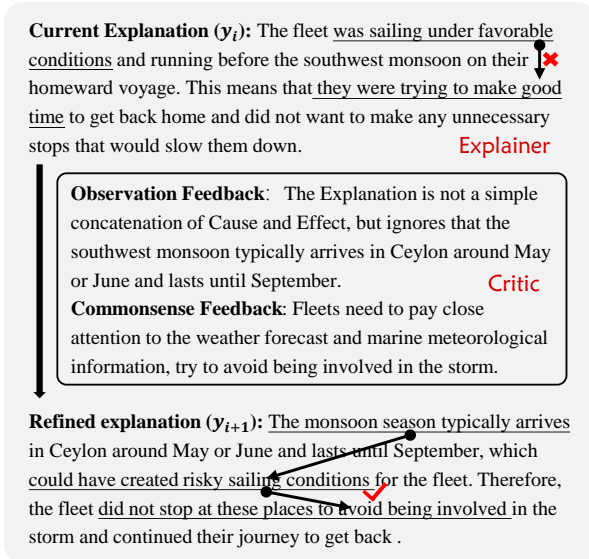 Current Explanation (yᵢ): The fleet was sailing under favorable
conditions and running before the southwest monsoon on their
homeward voyage. This means that they were trying to make good
time to get back home and did not want to make any unnecessary
stops that would slow them down.
Explainer
Observation Feedback: The Explanation is not a simple
concatenation of Cause and Effect, but ignores that the
southwest monsoon typically arrives in Ceylon around May
or June and lasts until September.
Critic
Commonsense Feedback: Fleets need to pay close
attention to the weather forecast and marine meteorological
information, try to avoid being involved in the storm.
Refined explanation (yᵢ₊₁): The monsoon season typically arrives
in Ceylon around May or June and lasts until September, which
could have created risky sailing conditions for the fleet. Therefore,
the fleet did not stop at these places to avoid being involved in the
storm and continued their journey to get back .